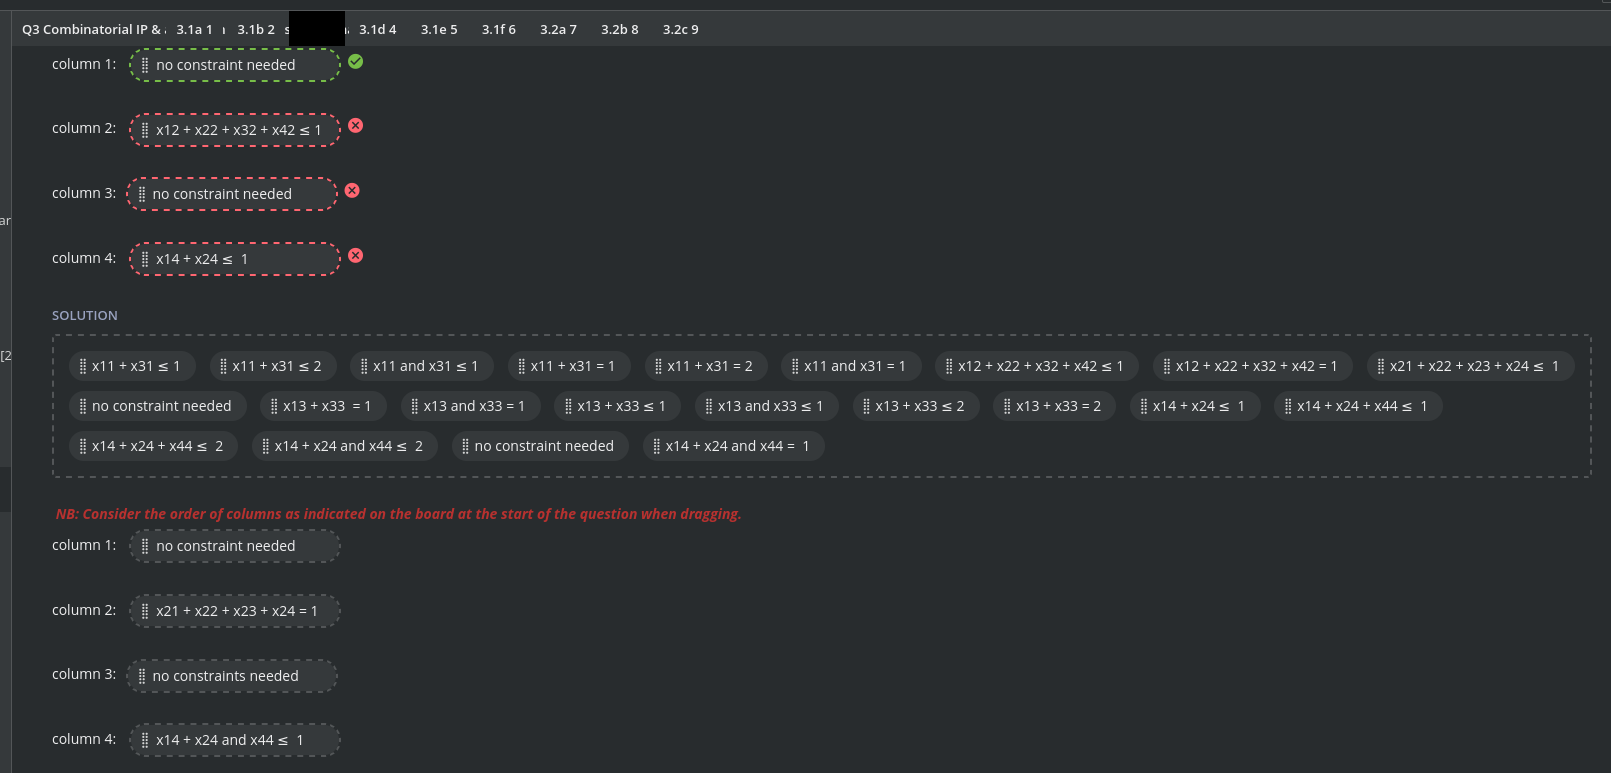 Q3 Combinatorial IP & 3.1a 1 3.1b 2 3.1d 4 3.1e 5 3.1f 6 3.2a 7 3.2b 8 3.2c 9
column 1: no constraint needed
column 2: x12 + x22 + x32 + x42 ≤ 1
column 3: no constraint needed
ar
column 4: x14 + x24 ≤ 1
SOLUTION
[2
x11 + x31 ≤ 1 x11 + x31 ≤ 2 x11 and x31 ≤ 1 x11 + x31 = 1 x11 + x31 = 2 x11 and x31 = 1 x12 + x22 + x32 + x42 ≤ 1 x12 + x22 + x32 + x42 = 1 x21 + x22 + x23 + x24 ≤ 1
no constraint needed x13 + x33 = 1 x13 and x33 = 1 x13 + x33 ≤ 1 x13 and x33 ≤ 1 x13 + x33 ≤ 2 x13 + x33 = 2 x14 + x24 ≤ 1 x14 + x24 + x44 ≤ 1
x14 + x24 + x44 ≤ 2 x14 + x24 and x44 ≤ 2 no constraint needed x14 + x24 and x44 = 1
NB: Consider the order of columns as indicated on the board at the start of the question when dragging.
column 1: no constraint needed
column 2: x21 + x22 + x23 + x24 = 1
column 3: no constraints needed
column 4: x14 + x24 and x44 ≤ 1